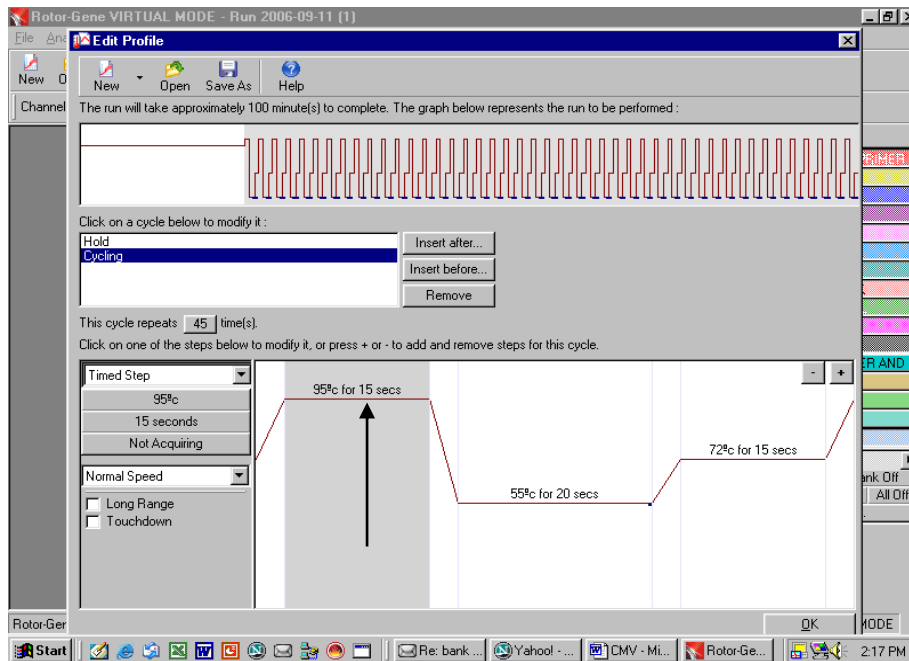 Rotor-Gene VIRTUAL MODE - Run 2006-09-11 (1)
File Ana
New
Channel
Edit Profile
New Open Save As Help
The run will take approximately 100 minute(s) to complete. The graph below represents the run to be performed :
Click on a cycle below to modify it :
Hold
Cycling
Insert after...
Insert before...
Remove
This cycle repeats 45 time(s).
Click on one of the steps below to modify it, or press + or - to add and remove steps for this cycle.
Timed Step
95ºc
15 seconds
Not Acquiring
Normal Speed
Long Range
Touchdown
95ºc for 15 secs
55ºc for 20 secs
72ºc for 15 secs
- +
OK
ER AND
ank Off
All Off
Rotor-Ger
MODE
Start Re: bank ... Yahoo! - ... CMV - Mi... Rotor-Ge... 2:17 PM